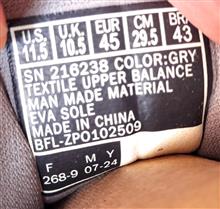 U.S. U.K. EUR CM BR
11.5 10.5 45 29.5 43
SN 216238 COLOR:GRY
TEXTILE UPPER BALANCE
MAN MADE MATERIAL
EVA SOLE
MADE IN CHINA
BFL-ZPO102509
F M Y
268-9 07-24